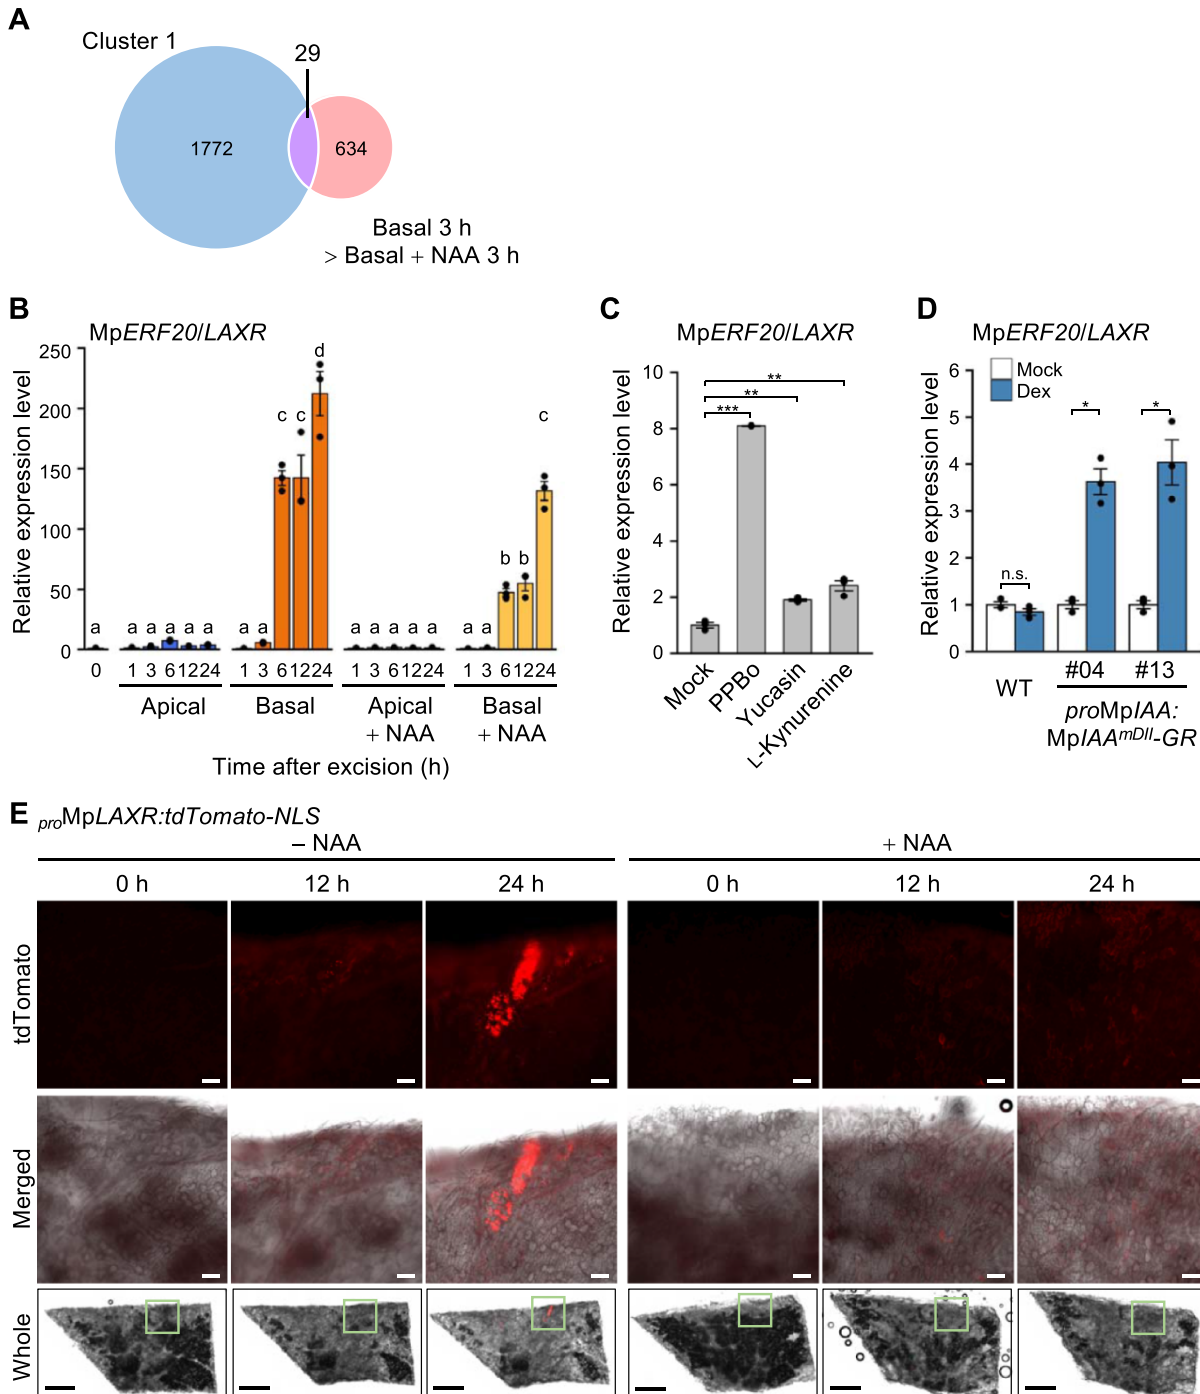 A
Cluster 1
29
1772
634
Basal 3 h
> Basal + NAA 3 h
B
MpERF20/LAXR
Relative expression level
250
200
150
100
50
0
a
a a a a a
a a c c d
a a a a a
a a b b c
0
1 3 6 12 24
1 3 6 12 24
1 3 6 12 24
1 3 6 12 24
Apical
Basal
Apical
+ NAA
Basal
+ NAA
Time after excision (h)
C
MpERF20/LAXR
Relative expression level
10
8
6
4
2
0
**
**
***
Mock
PPBo
Yucasin
L-Kynurenine
D
MpERF20/LAXR
Relative expression level
6
5
4
3
2
1
0
Mock
Dex
n.s.
*
*
WT
#04
#13
proMpIAA:
MpIAAmDII-GR
E
proMpLAXR:tdTomato-NLS
– NAA
+ NAA
0 h
12 h
24 h
0 h
12 h
24 h
tdTomato
Merged
Whole